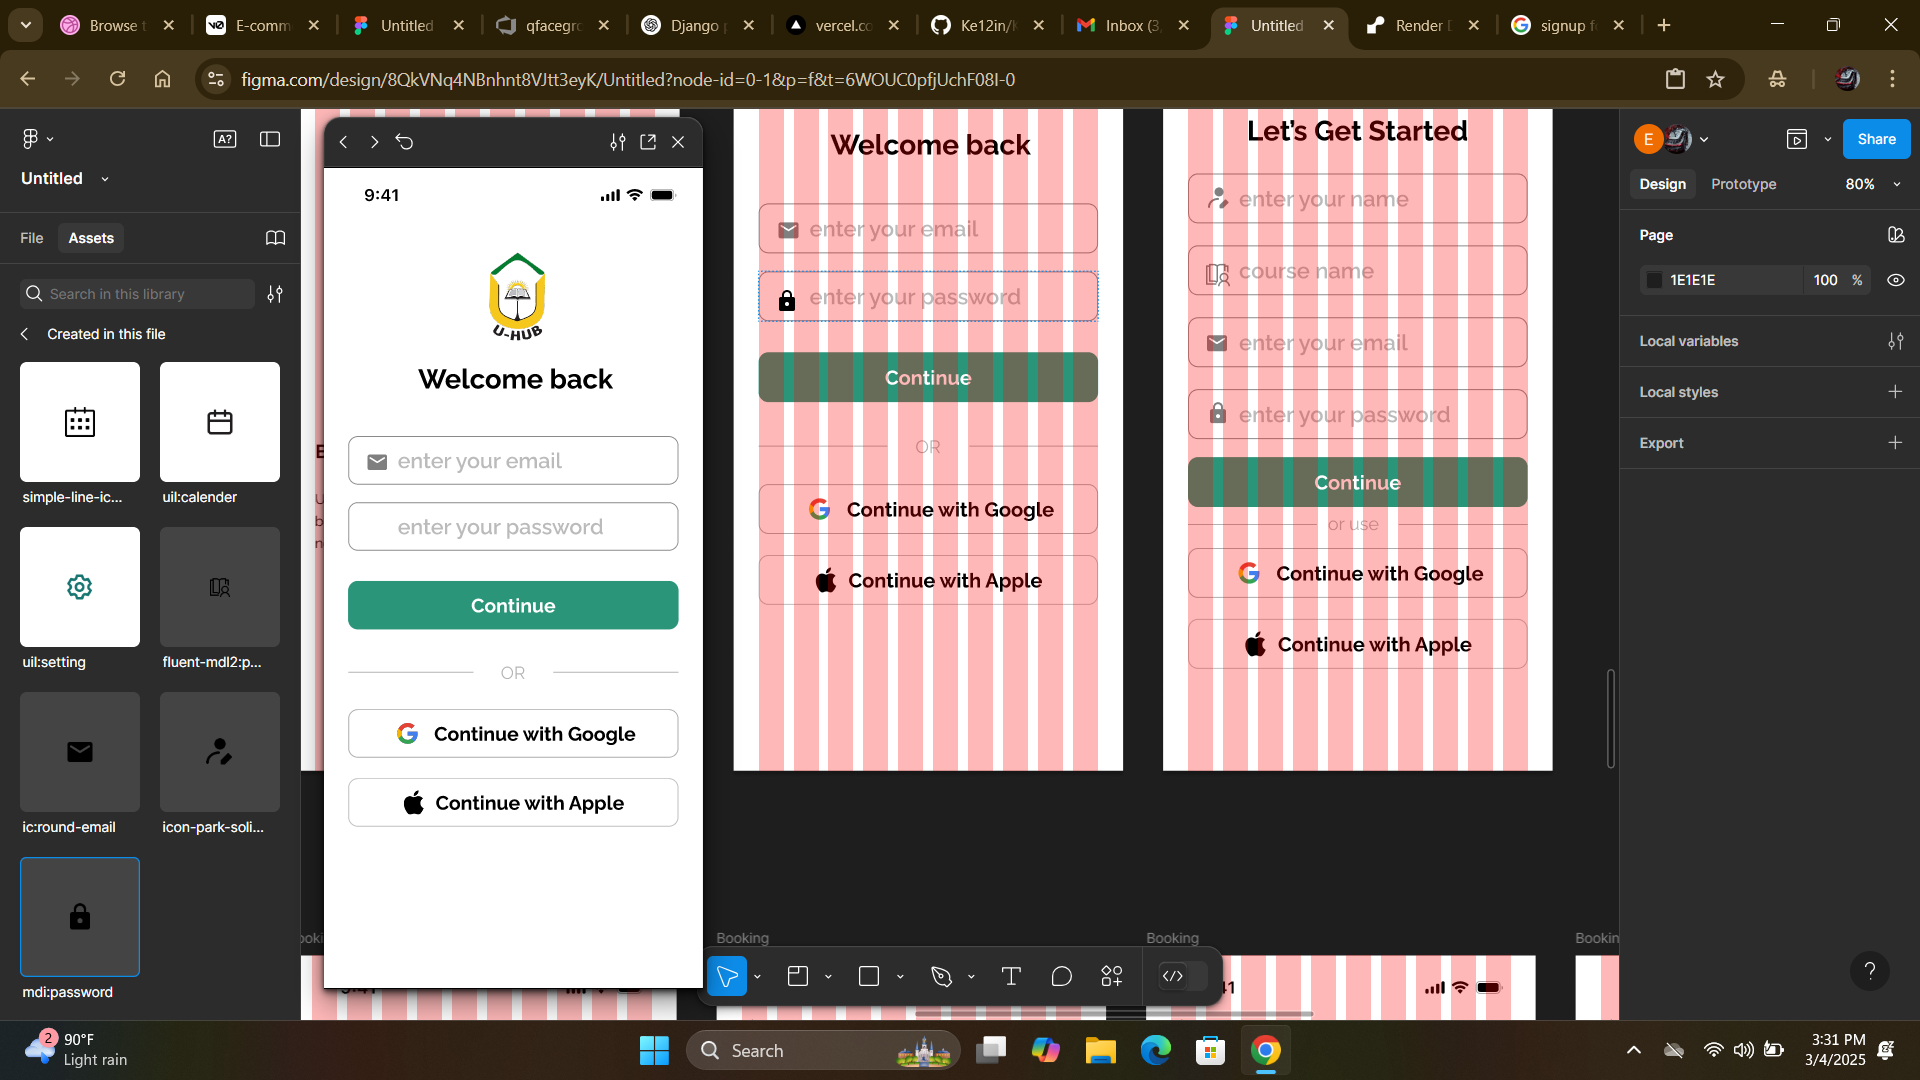 Browse t
E-comm
Untitled
qfacegro
Django p
vercel.co
Ke12in/K
Inbox (3,
Untitled
Render D
signup fo
figma.com/design/8QkVNq4NBnhnt8VJtt3eyK/Untitled?node-id=0-1&p=f&t=6WOUC0pfjUchF08I-0
A?
Untitled
File
Assets
Search in this library
Created in this file
simple-line-ic...
uil:calender
uil:setting
fluent-mdl2:p...
ic:round-email
icon-park-soli...
mdi:password
9:41
U-HUB
Welcome back
enter your email
enter your password
Continue
OR
Continue with Google
Continue with Apple
Welcome back
enter your email
enter your password
Continue
OR
Continue with Google
Continue with Apple
Let's Get Started
enter your name
course name
enter your email
enter your password
Continue
or use
Continue with Google
Continue with Apple
Booking
Booking
Bookin
E
Share
Design
Prototype
80%
Page
1E1E1E
100
%
Local variables
Local styles
Export
?
2
90°F
Light rain
Search
3:31 PM
3/4/2025